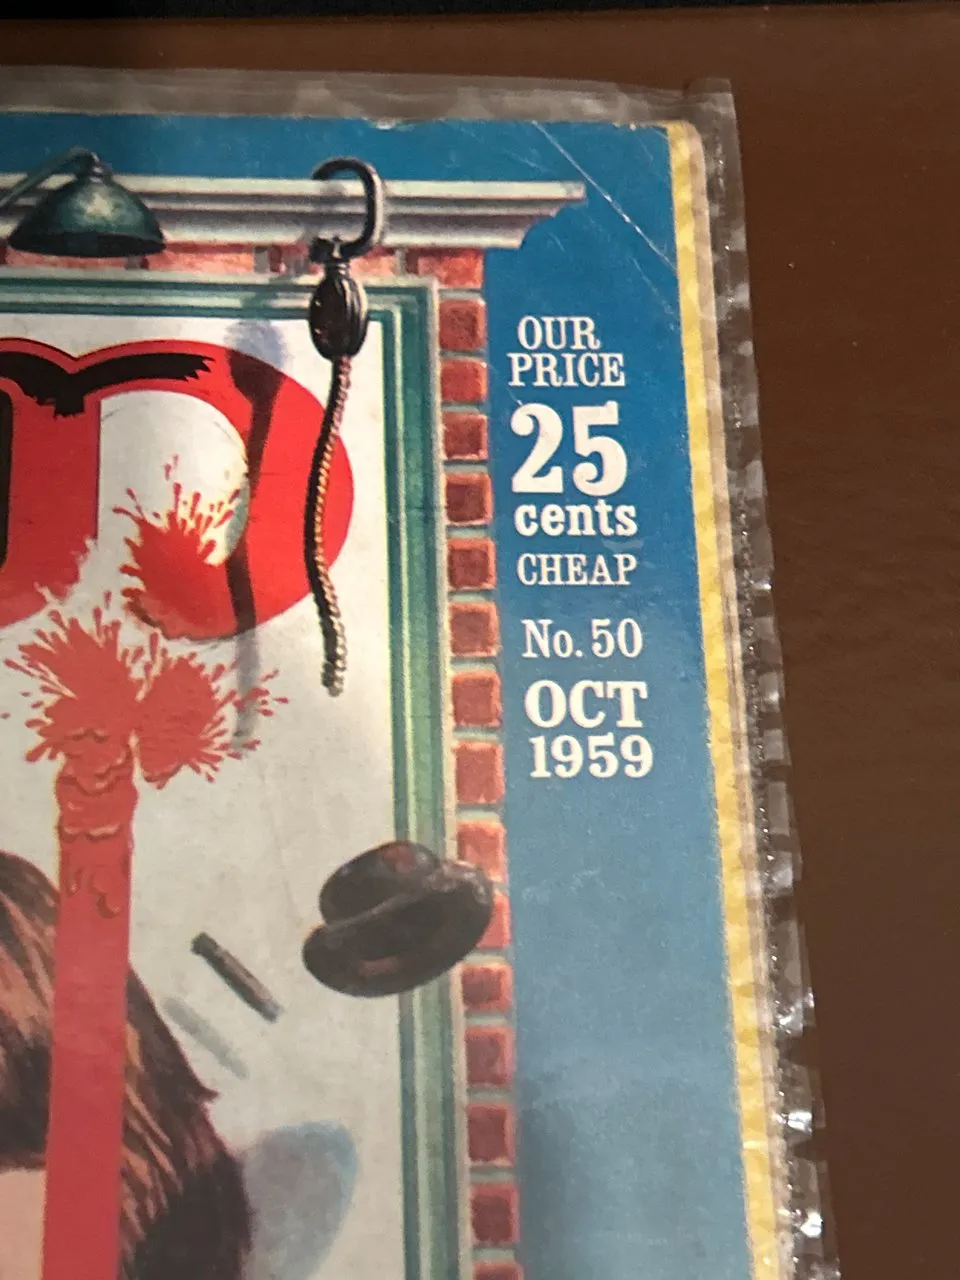 OUR
PRICE
25
cents
CHEAP
No. 50
OCT
1959